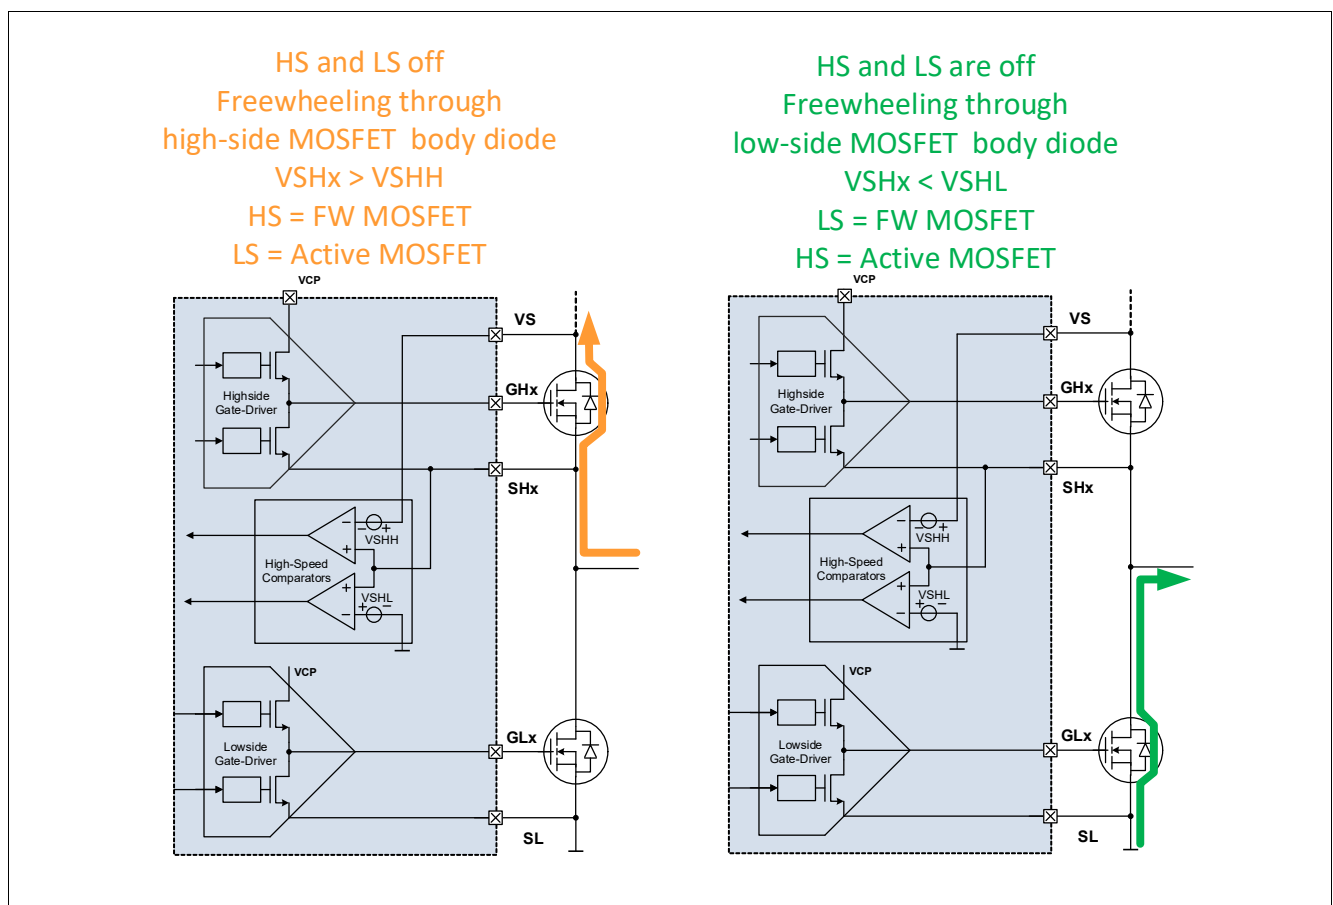 HS and LS off
Freewheeling through
high-side MOSFET body diode
VSHx > VSHH
HS = FW MOSFET
LS = Active MOSFET
VCP
VS
Highside
Gate-Driver
GHx
SHx
VSHH
High-Speed
Comparators
VSHL
VCP
Lowside
Gate-Driver
GLx
SL
HS and LS are off
Freewheeling through
low-side MOSFET body diode
VSHx < VSHL
LS = FW MOSFET
HS = Active MOSFET
VCP
VS
Highside
Gate-Driver
GHx
SHx
VSHH
High-Speed
Comparators
VSHL
VCP
Lowside
Gate-Driver
GLx
SL